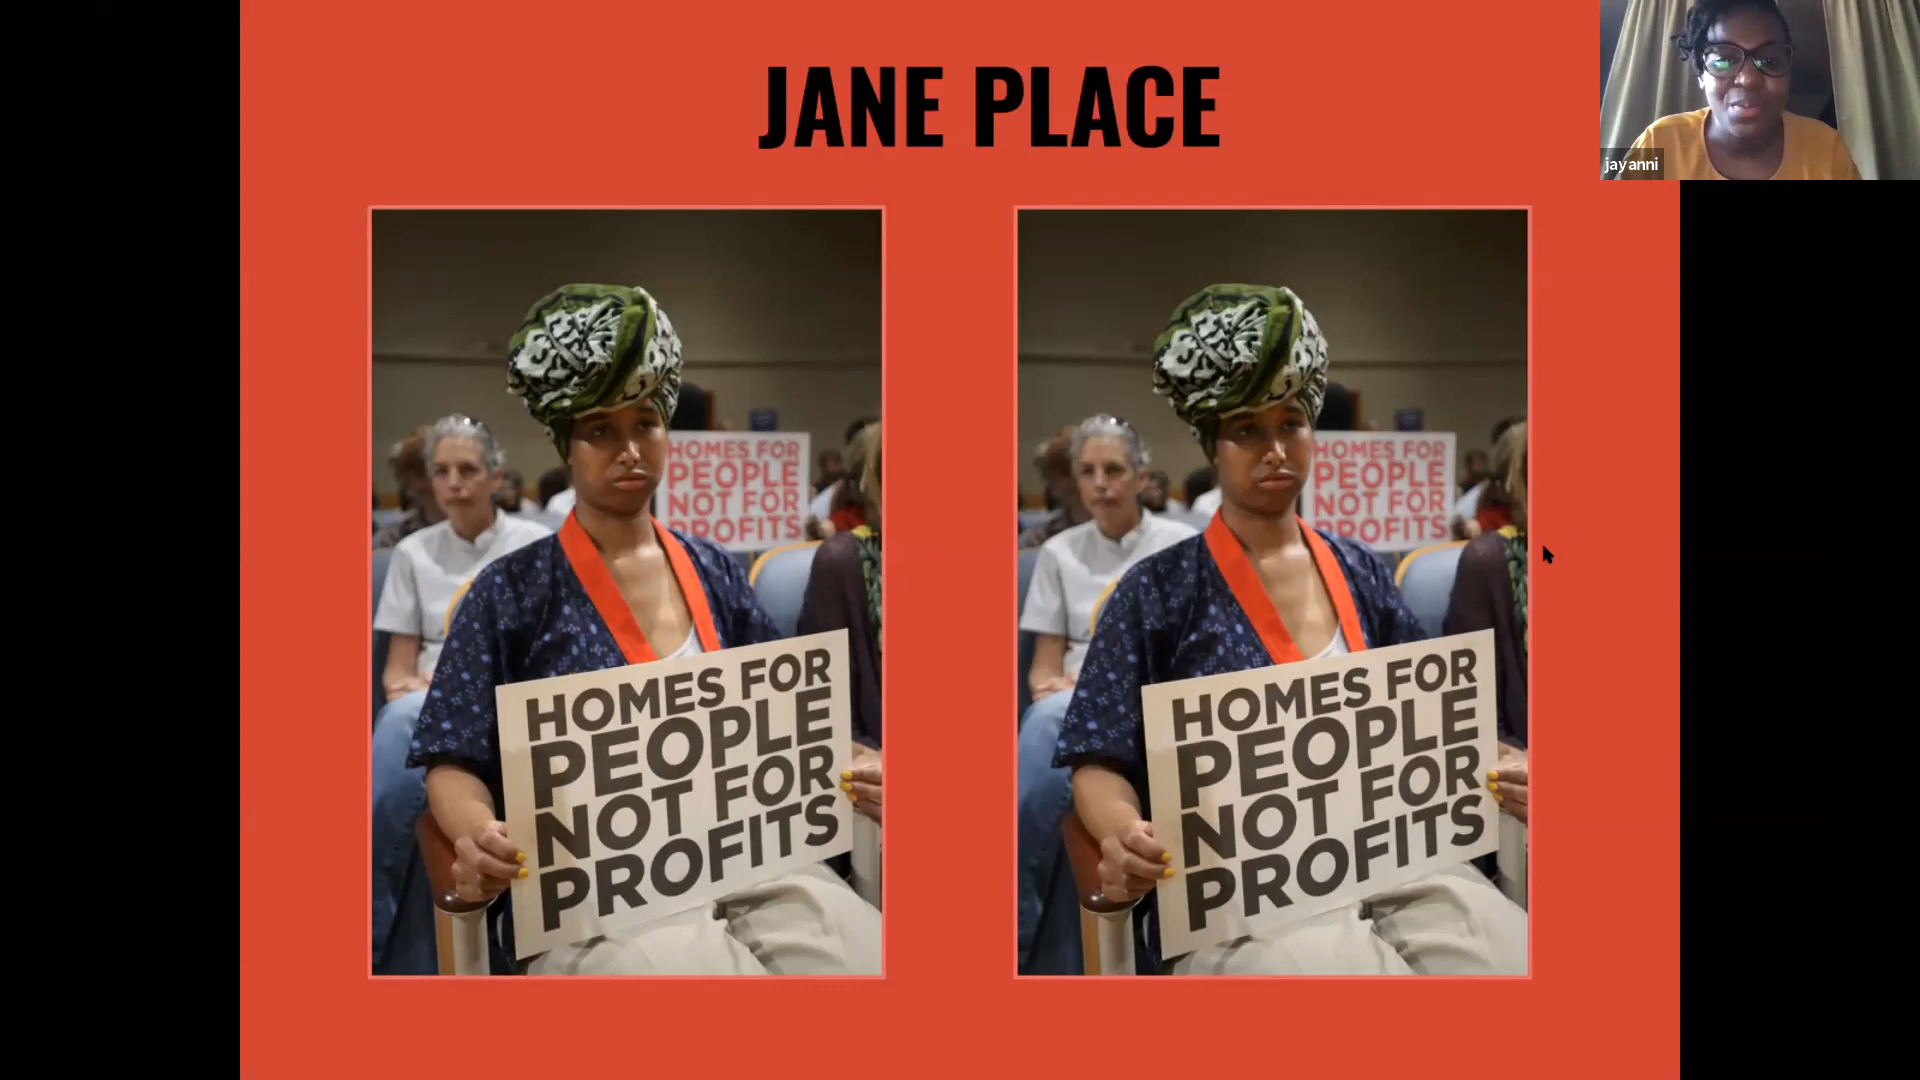 JANE PLACE
jayanni
HOMES FOR
PEOPLE
NOT FOR
PROFITS
HOMES FOR
PEOPLE
NOT FOR
PROFITS
HOMES FOR
PEOPLE
NOT FOR
PROFITS
HOMES FOR
PEOPLE
NOT FOR
PROFITS